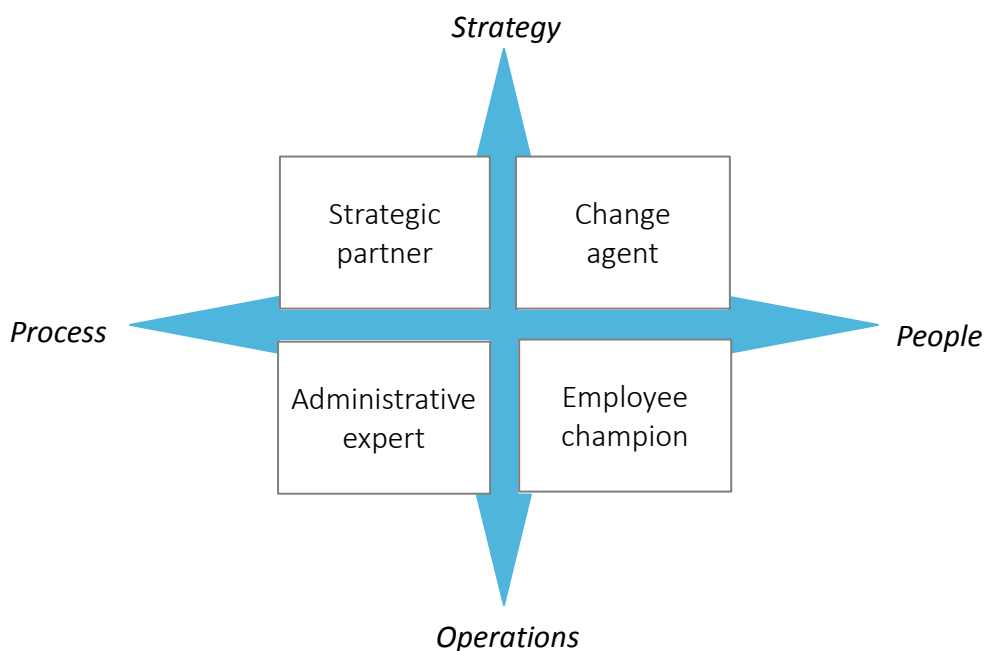 Strategy
Strategic
partner
Change
agent
Process
People
Administrative
expert
Employee
champion
Operations